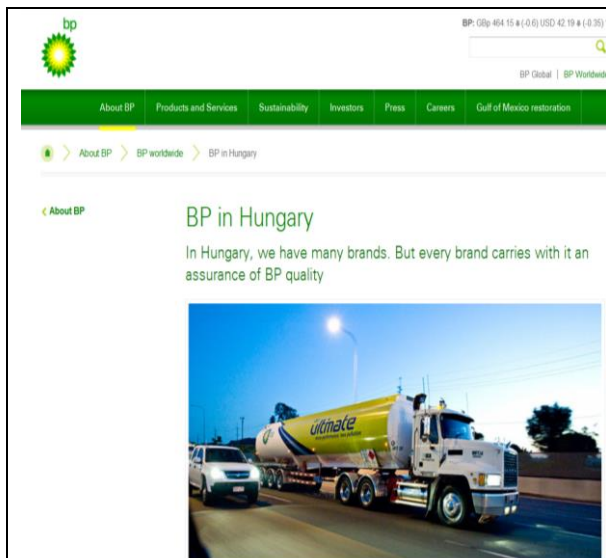 bp
BP: GBp 464.15 (-0.6) USD 42.19 (-0.35)
BP Global | BP Worldwide
About BP Products and Services Sustainability Investors Press Careers Gulf of Mexico restoration
About BP BP worldwide BP in Hungary
About BP
BP in Hungary
In Hungary, we have many brands. But every brand carries with it an
assurance of BP quality
ultimate